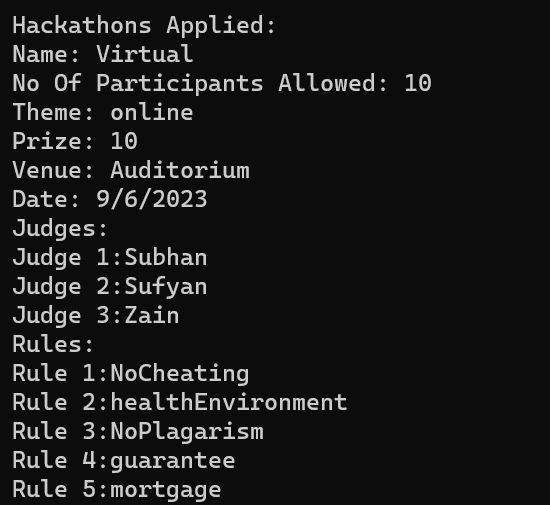 Hackathons Applied:
Name: Virtual
No Of Participants Allowed: 10
Theme: online
Prize: 10
Venue: Auditorium
Date: 9/6/2023
Judges:
Judge 1:Subhan
Judge 2:Sufyan
Judge 3:Zain
Rules:
Rule 1:NoCheating
Rule 2:healthEnvironment
Rule 3:NoPlagarism
Rule 4:guarantee
Rule 5:mortgage